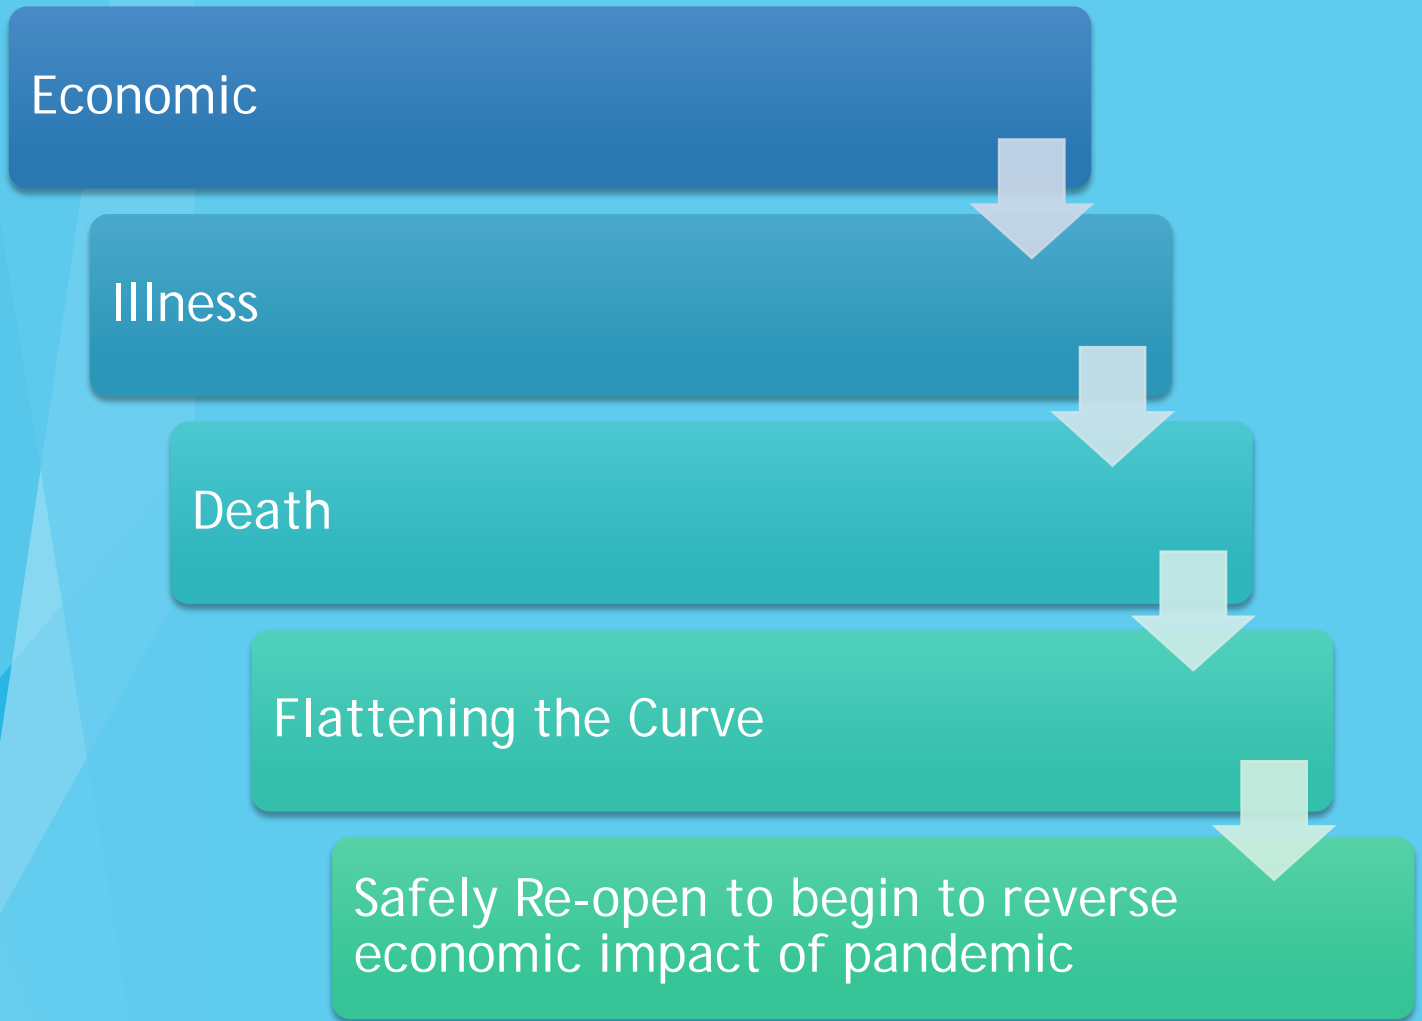 Economic
Illness
Death
Flattening the Curve
Safely Re-open to begin to reverse
economic impact of pandemic